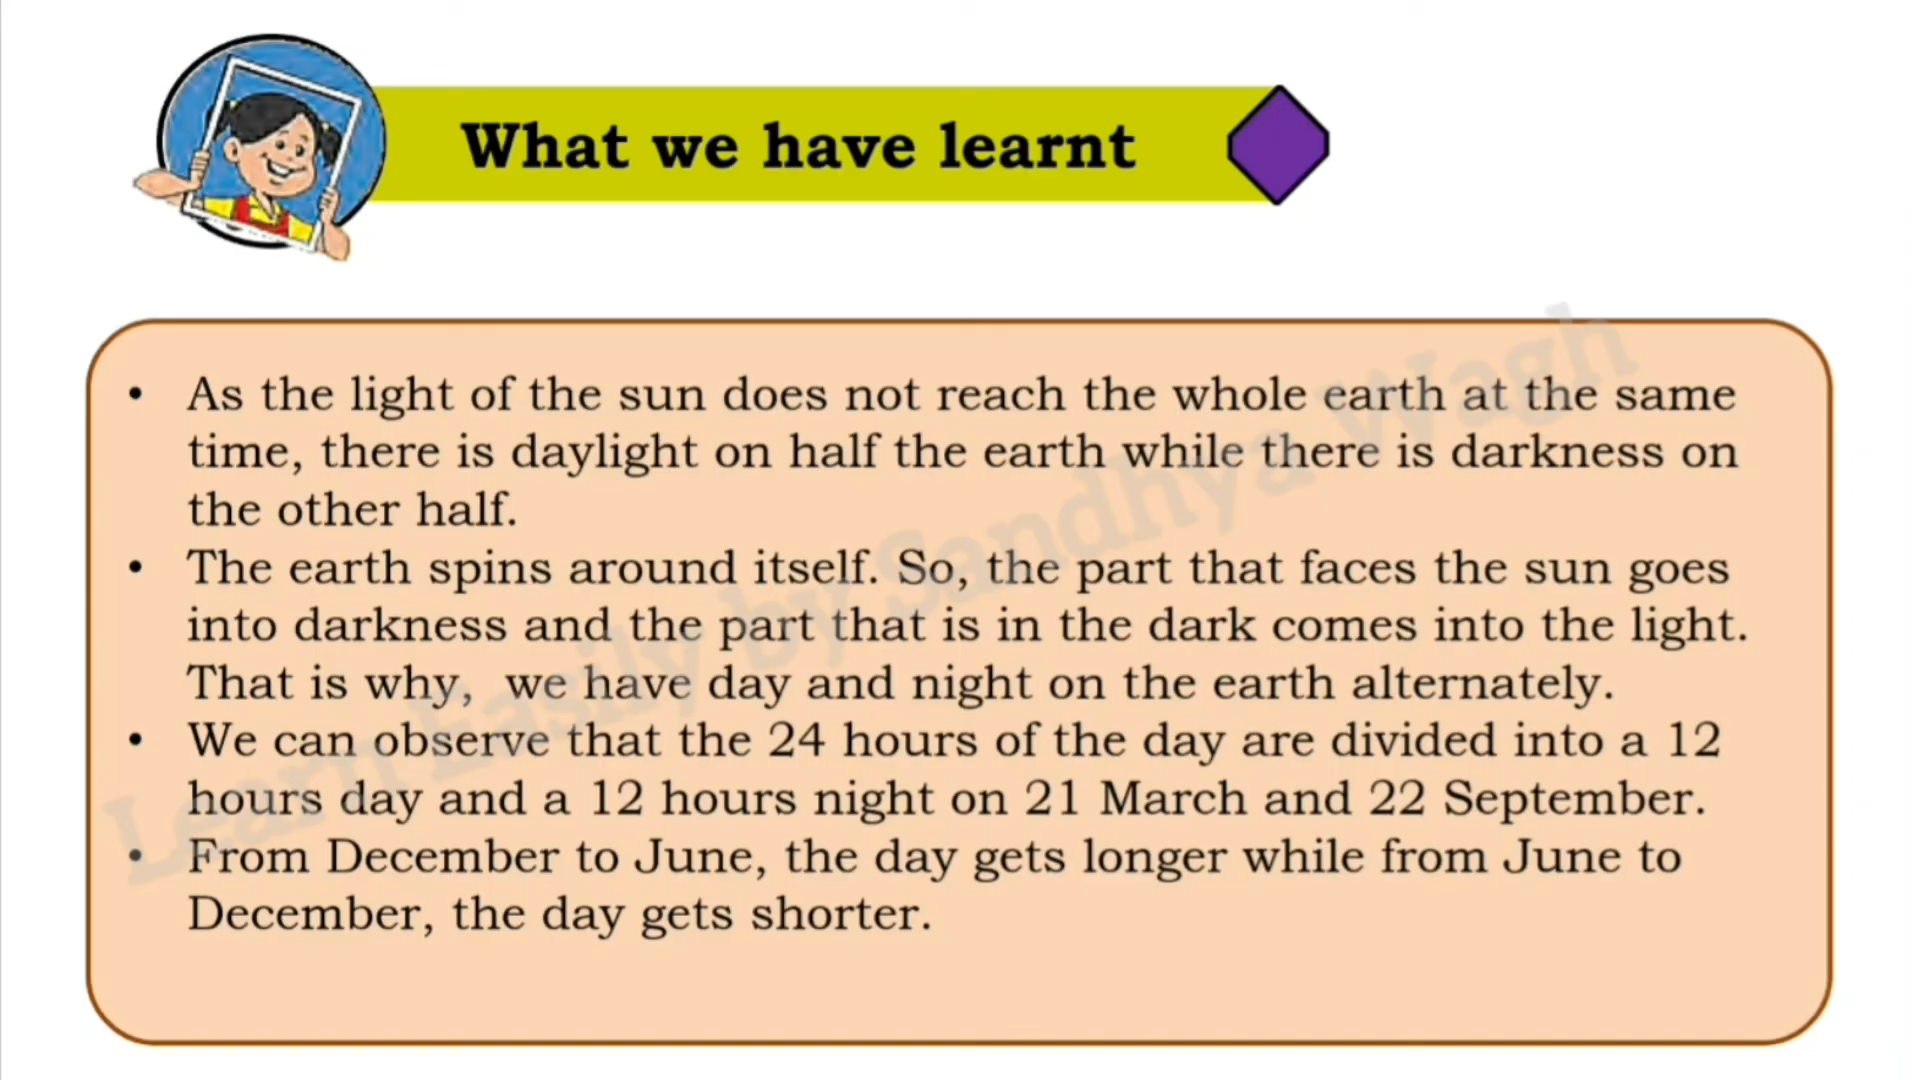 What we have learnt
• As the light of the sun does not reach the whole earth at the same
time, there is daylight on half the earth while there is darkness on
the other half.
• The earth spins around itself. So, the part that faces the sun goes
into darkness and the part that is in the dark comes into the light.
That is why,  we have day and night on the earth alternately.
• We can observe that the 24 hours of the day are divided into a 12
hours day and a 12 hours night on 21 March and 22 September.
• From December to June, the day gets longer while from June to
December, the day gets shorter.
Learn Easily by Sandhya Wagh